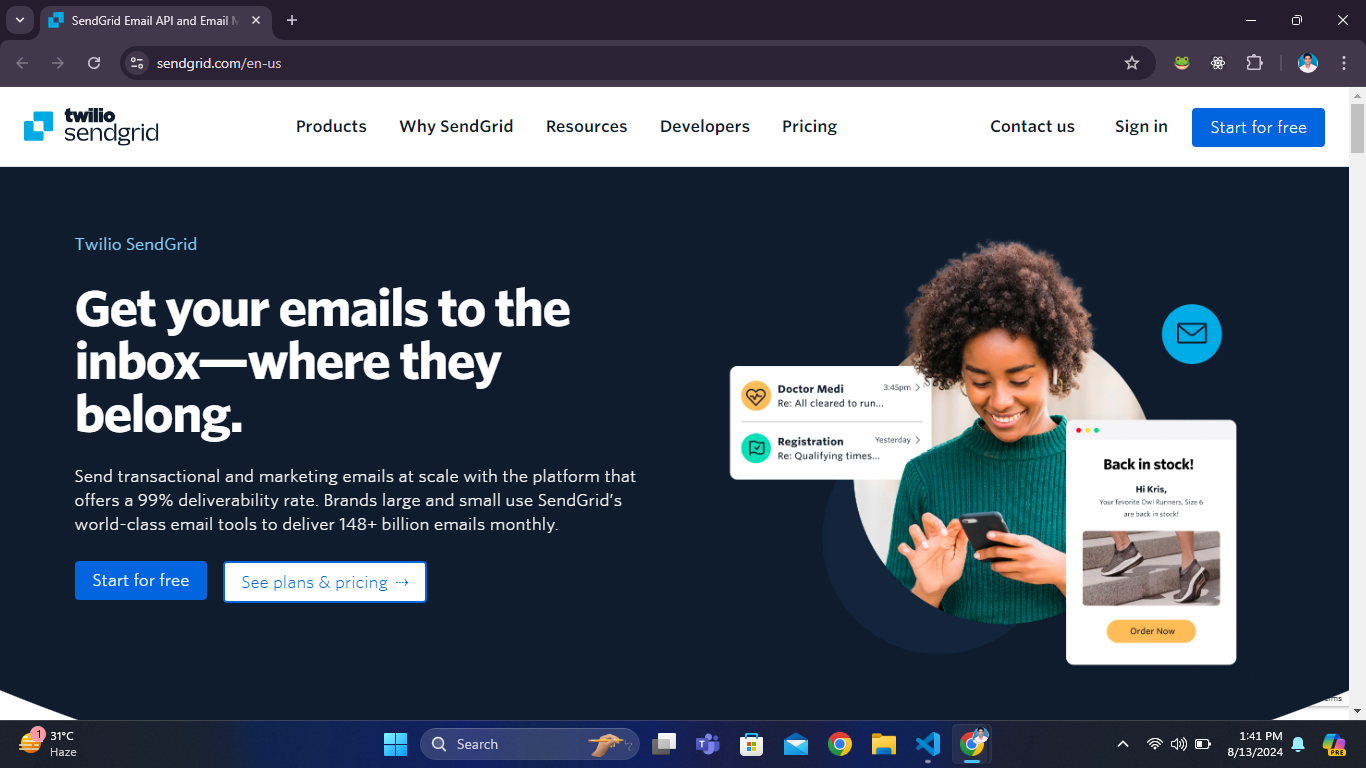 SendGrid Email API and Email M
sendgrid.com/en-us
twilio
sendgrid
Products
Why SendGrid
Resources
Developers
Pricing
Contact us
Sign in
Start for free
Twilio SendGrid
Get your emails to the
inbox—where they
belong.
Send transactional and marketing emails at scale with the platform that
offers a 99% deliverability rate. Brands large and small use SendGrid’s
world-class email tools to deliver 148+ billion emails monthly.
Start for free
See plans & pricing ⇢
Doctor Medi
3:45pm
Re: All cleared to run...
Registration
Yesterday
Re: Qualifying times...
Back in stock!
Hi Kris,
Your favorite Owl Runners, Size 6
are back in stock!
Order Now
1
31°C
Haze
Search
1:41 PM
8/13/2024
PRE